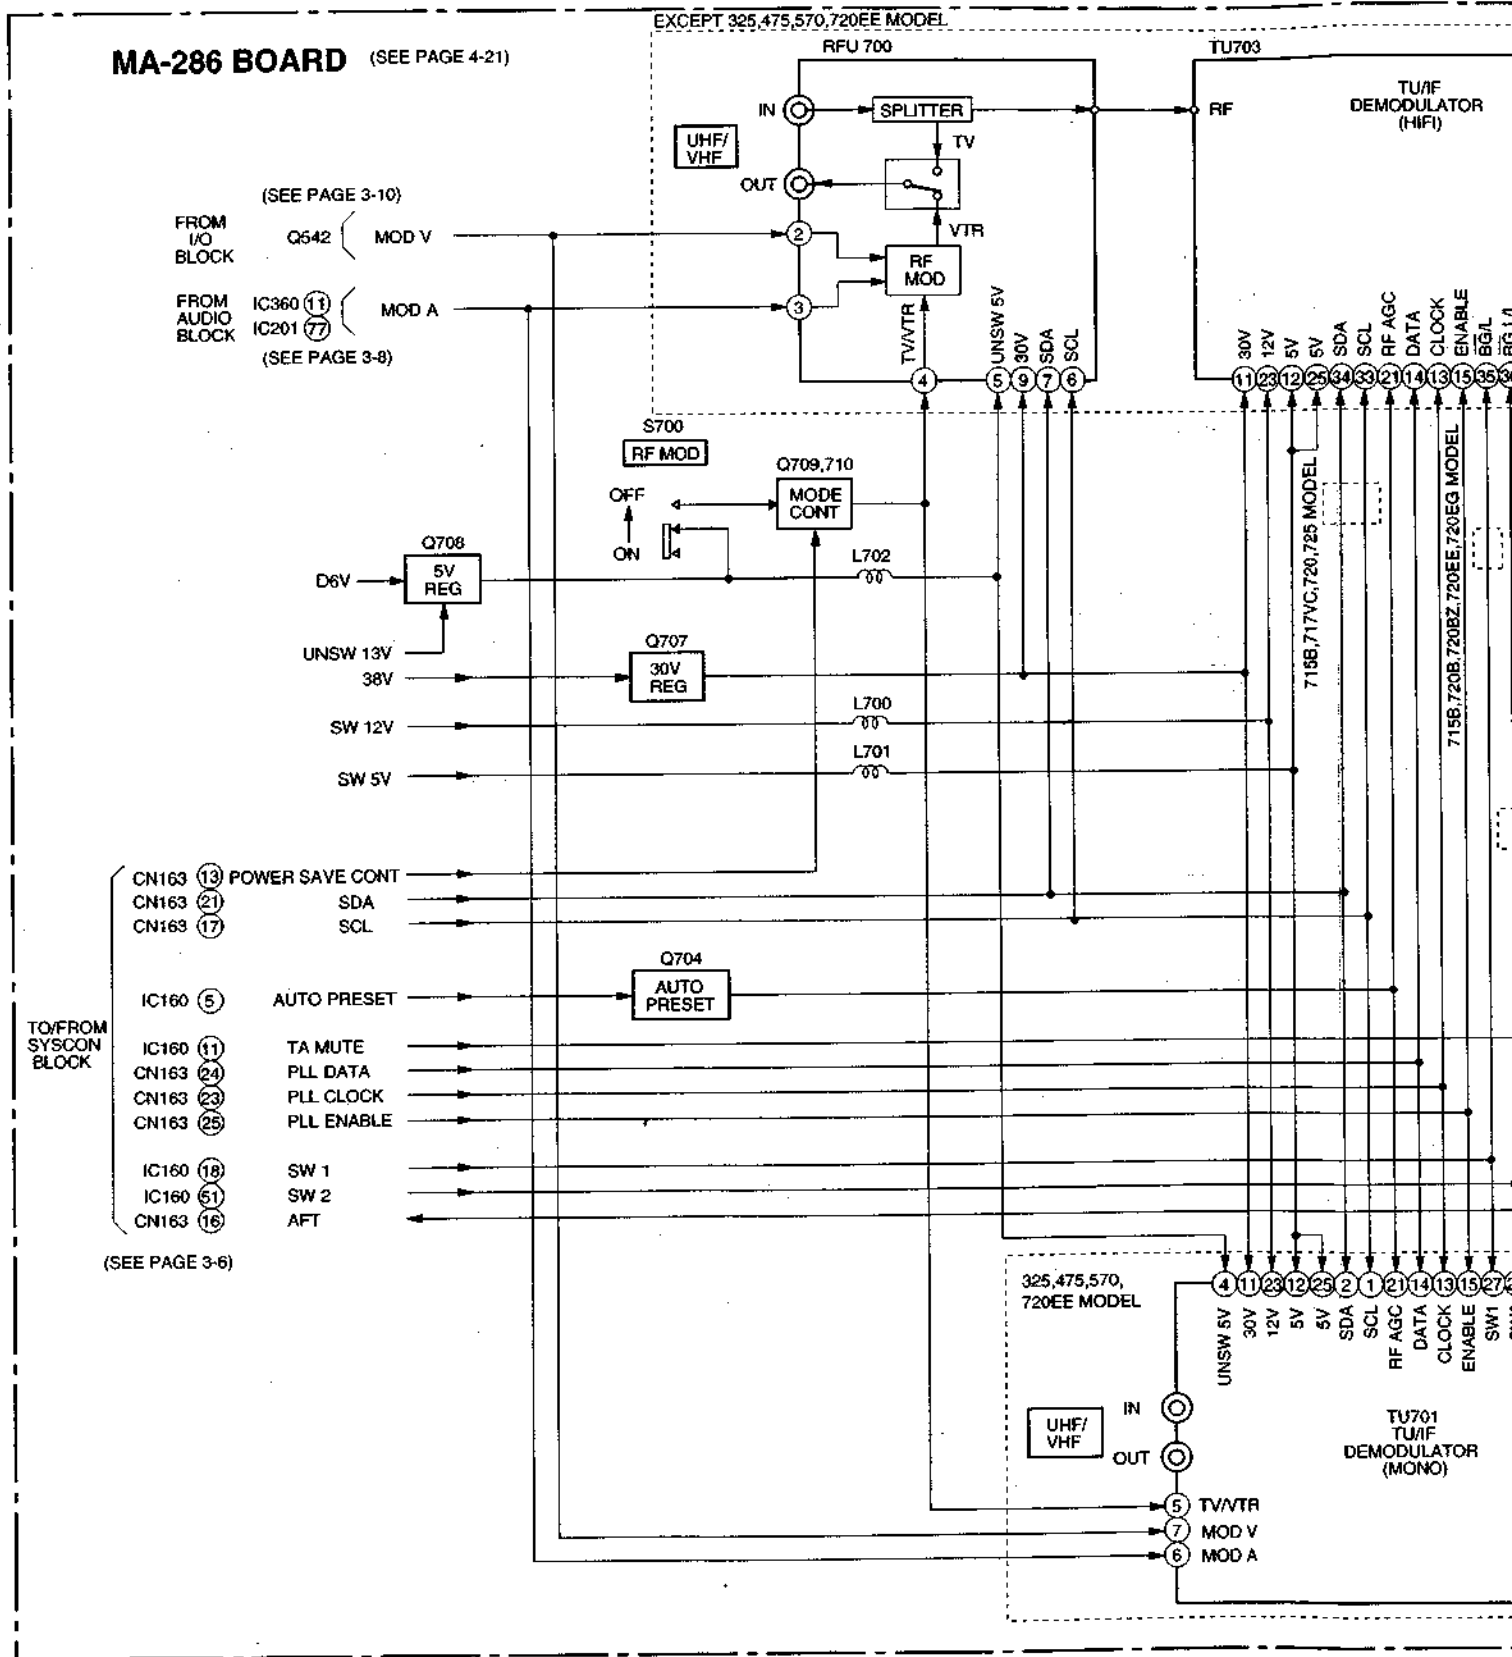 EXCEPT 325,475,570,720EE MODEL
MA-286 BOARD (SEE PAGE 4-21)
RFU 700
TU703
IN
SPLITTER
RF
TU/IF
DEMODULATOR
(HIFI)
UHF/
VHF
TV
OUT
(SEE PAGE 3-10)
FROM
I/O
BLOCK
Q542
MOD V
2
VTR
RF
MOD
FROM
AUDIO
BLOCK
IC360 11
IC201 77
MOD A
(SEE PAGE 3-8)
3
TV/VTR
UNSW 5V
30V
SDA
SCL
4
5
9
7
6
30V
12V
5V
5V
SDA
SCL
RF AGC
DATA
CLOCK
ENABLE
BG/L
11
23
12
25
34
33
21
14
13
15
35
S700
RF MOD
OFF
ON
Q709,710
MODE
CONT
715B,717VC,720,725 MODEL
715B,720B,720BZ,720EE,720EG MODEL
Q708
5V
REG
D6V
L702
UNSW 13V
38V
Q707
30V
REG
SW 12V
L700
SW 5V
L701
CN163 13 POWER SAVE CONT
CN163 21 SDA
CN163 17 SCL
Q704
AUTO
PRESET
IC160 5 AUTO PRESET
TO/FROM
SYSCON
BLOCK
IC160 11 TA MUTE
CN163 24 PLL DATA
CN163 23 PLL CLOCK
CN163 25 PLL ENABLE
IC160 18 SW 1
IC160 51 SW 2
CN163 16 AFT
(SEE PAGE 3-6)
325,475,570,
720EE MODEL
4
11
23
12
25
2
1
21
14
13
15
27
UNSW 5V
30V
12V
5V
5V
SDA
SCL
RF AGC
DATA
CLOCK
ENABLE
SW1
IN
UHF/
VHF
OUT
TU701
TU/IF
DEMODULATOR
(MONO)
5 TV/VTR
7 MOD V
6 MOD A